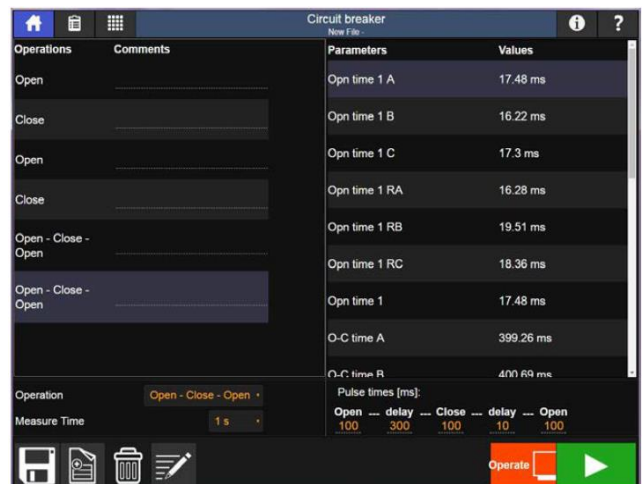 Circuit breaker
New File -
?
Operations Comments
Parameters Values
Open
Opn time 1 A 17.48 ms
Close
Opn time 1 B 16.22 ms
Open
Opn time 1 C 17.3 ms
Close
Opn time 1 RA 16.28 ms
Open - Close -
Open
Opn time 1 RB 19.51 ms
Open - Close -
Open
Opn time 1 RC 18.36 ms
Opn time 1 17.48 ms
O-C time A 399.26 ms
O-C time B 400.69 ms
Operation Open - Close - Open
Measure Time 1 s
Pulse times [ms]:
Open --- delay --- Close --- delay --- Open
100 300 100 10 100
Operate